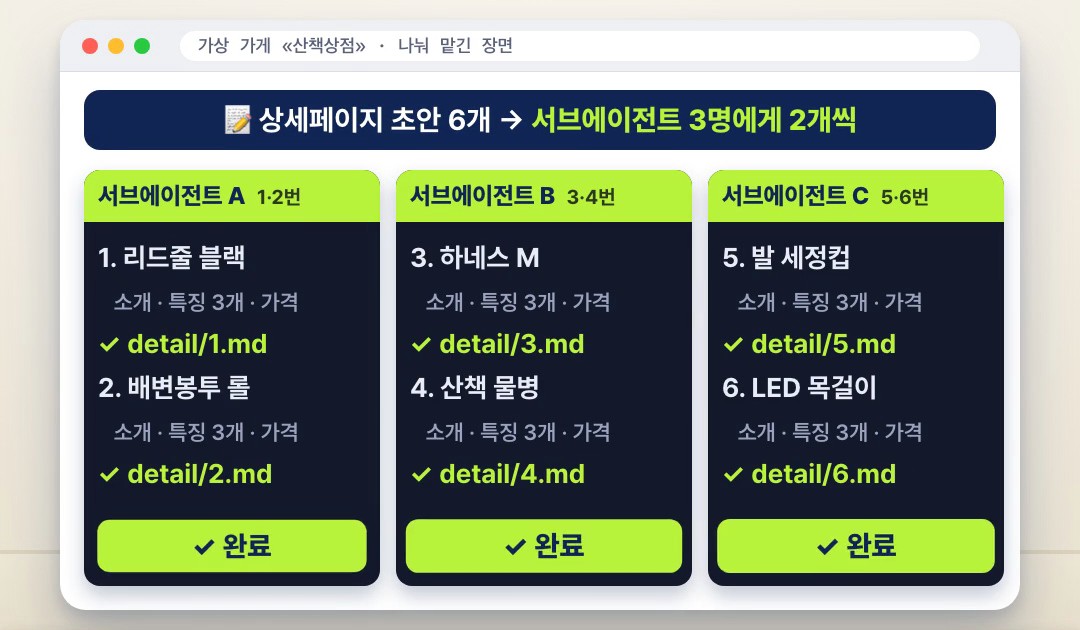 가상 가게 «산책상점» · 나눠 맡긴 장면
📝 상세페이지 초안 6개 → 서브에이전트 3명에게 2개씩
서브에이전트 A 1·2번
1. 리드줄 블랙
소개 · 특징 3개 · 가격
✓ detail/1.md
2. 배변봉투 롤
소개 · 특징 3개 · 가격
✓ detail/2.md
✓ 완료
서브에이전트 B 3·4번
3. 하네스 M
소개 · 특징 3개 · 가격
✓ detail/3.md
4. 산책 물병
소개 · 특징 3개 · 가격
✓ detail/4.md
✓ 완료
서브에이전트 C 5·6번
5. 발 세정컵
소개 · 특징 3개 · 가격
✓ detail/5.md
6. LED 목걸이
소개 · 특징 3개 · 가격
✓ detail/6.md
✓ 완료